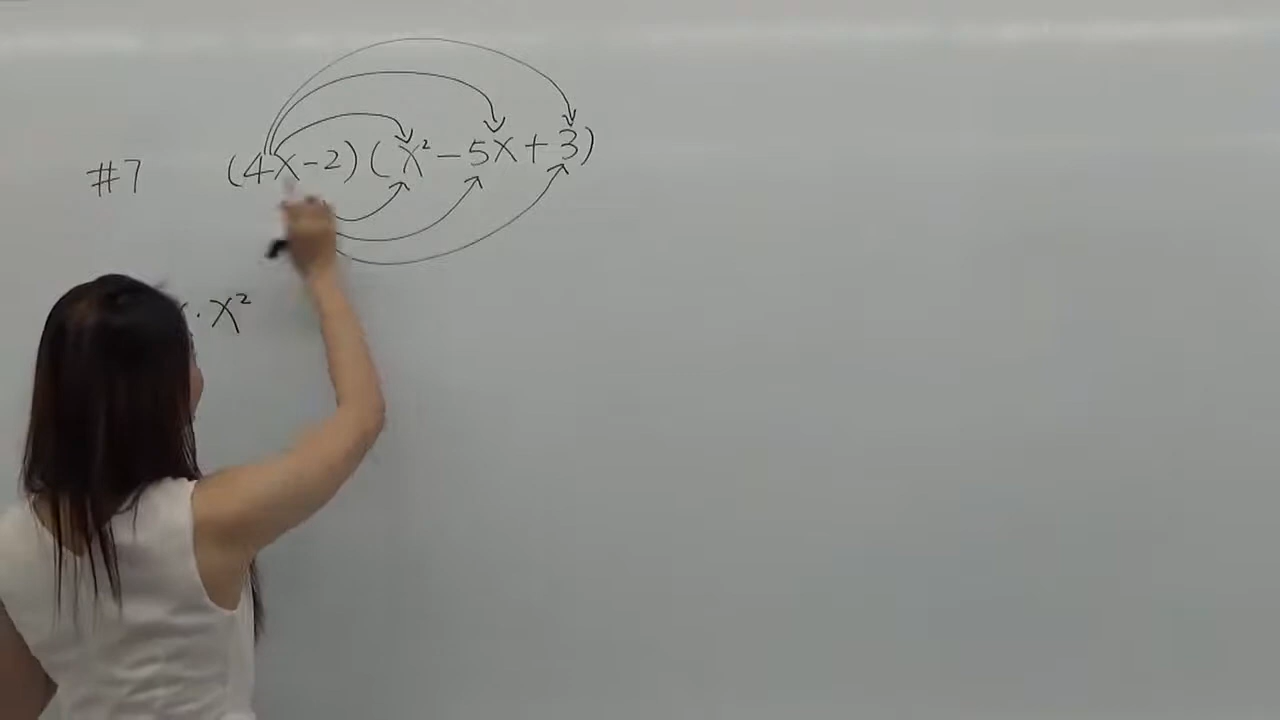 #7 (4x-2)(x²-5x+3)
· x²